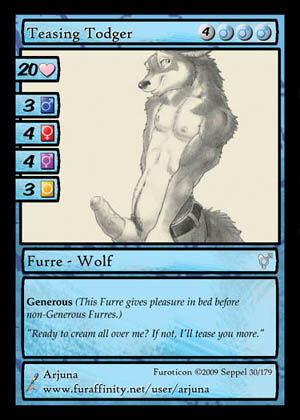 Teasing Todger 4
20
3
4
4
3
Furre - Wolf
Generous (This Furre gives pleasure in bed before
non-Generous Furres.)
"Ready to cream all over me? If not, I'll tease you more."
Arjuna
Furoticon ©2009 Seppel 30/179
www.furaffinity.net/user/arjuna